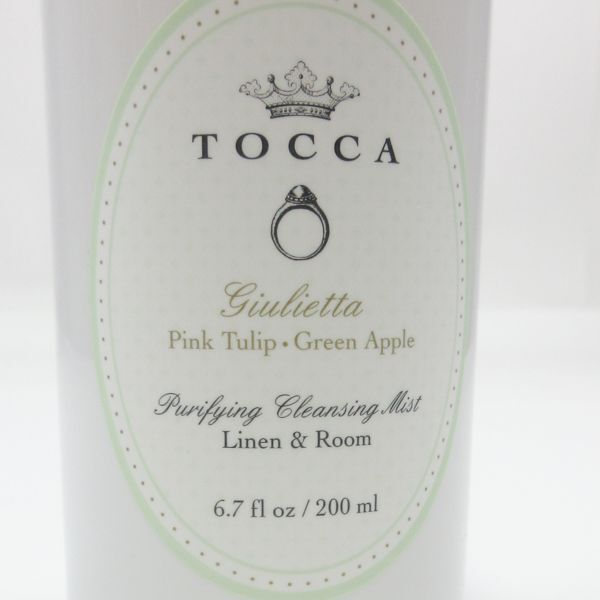 TOCCA
Giulietta
Pink Tulip • Green Apple
Purifying Cleansing Mist
Linen & Room
6.7 fl oz / 200 ml